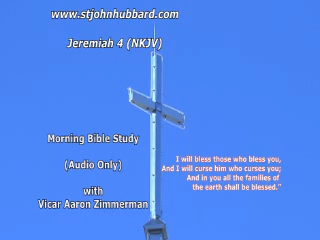 www.stjohnhubbard.com
Jeremiah 4 (NKJV)
Morning Bible Study
(Audio Only)
with
Vicar Aaron Zimmerman
I will bless those who bless you,
And I will curse him who curses you;
And in you all the families of
the earth shall be blessed."